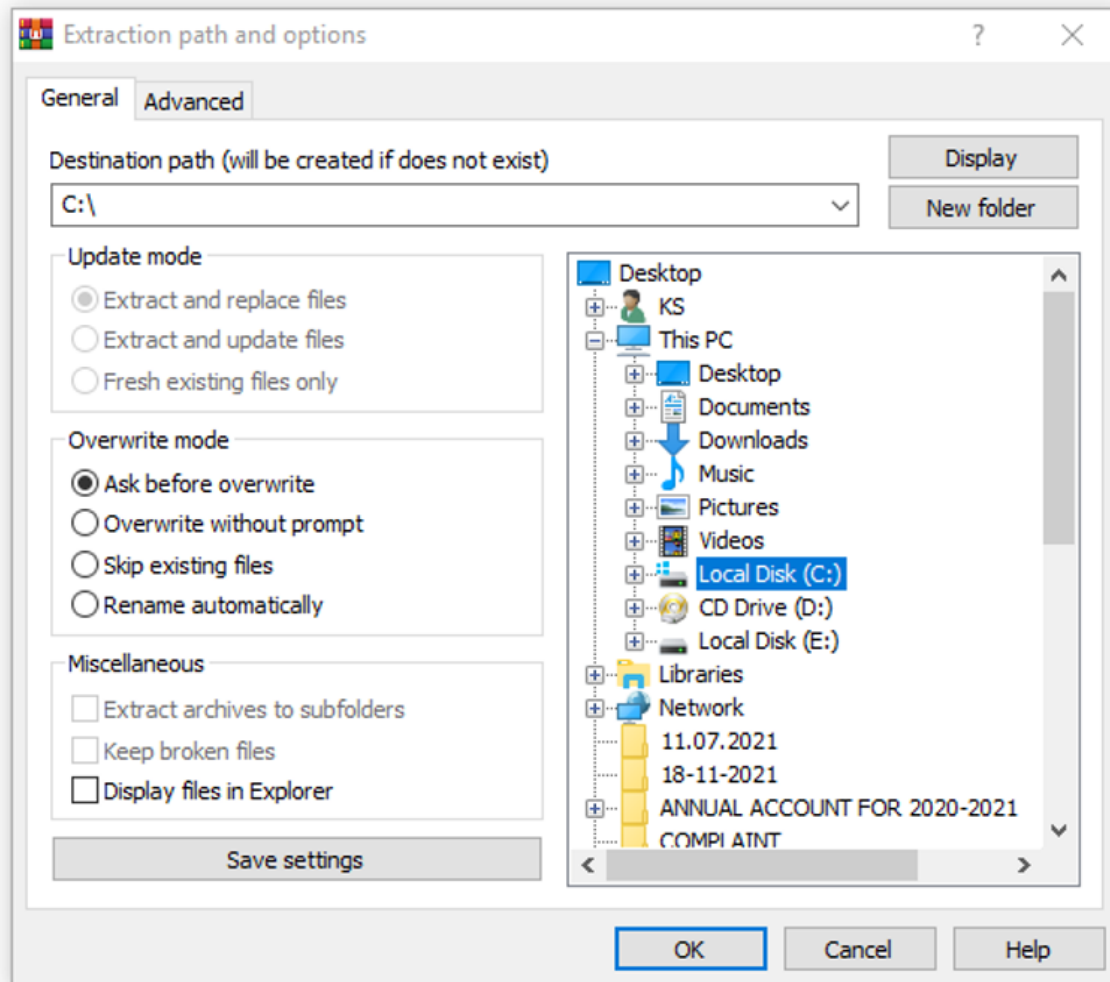 Extraction path and options
General
Advanced
Destination path (will be created if does not exist)
Display
C:\
New folder
Update mode
Extract and replace files
Extract and update files
Fresh existing files only
Overwrite mode
Ask before overwrite
Overwrite without prompt
Skip existing files
Rename automatically
Miscellaneous
Extract archives to subfolders
Keep broken files
Display files in Explorer
Save settings
Desktop
KS
This PC
Desktop
Documents
Downloads
Music
Pictures
Videos
Local Disk (C:)
CD Drive (D:)
Local Disk (E:)
Libraries
Network
11.07.2021
18-11-2021
ANNUAL ACCOUNT FOR 2020-2021
COMPLAINT
OK
Cancel
Help